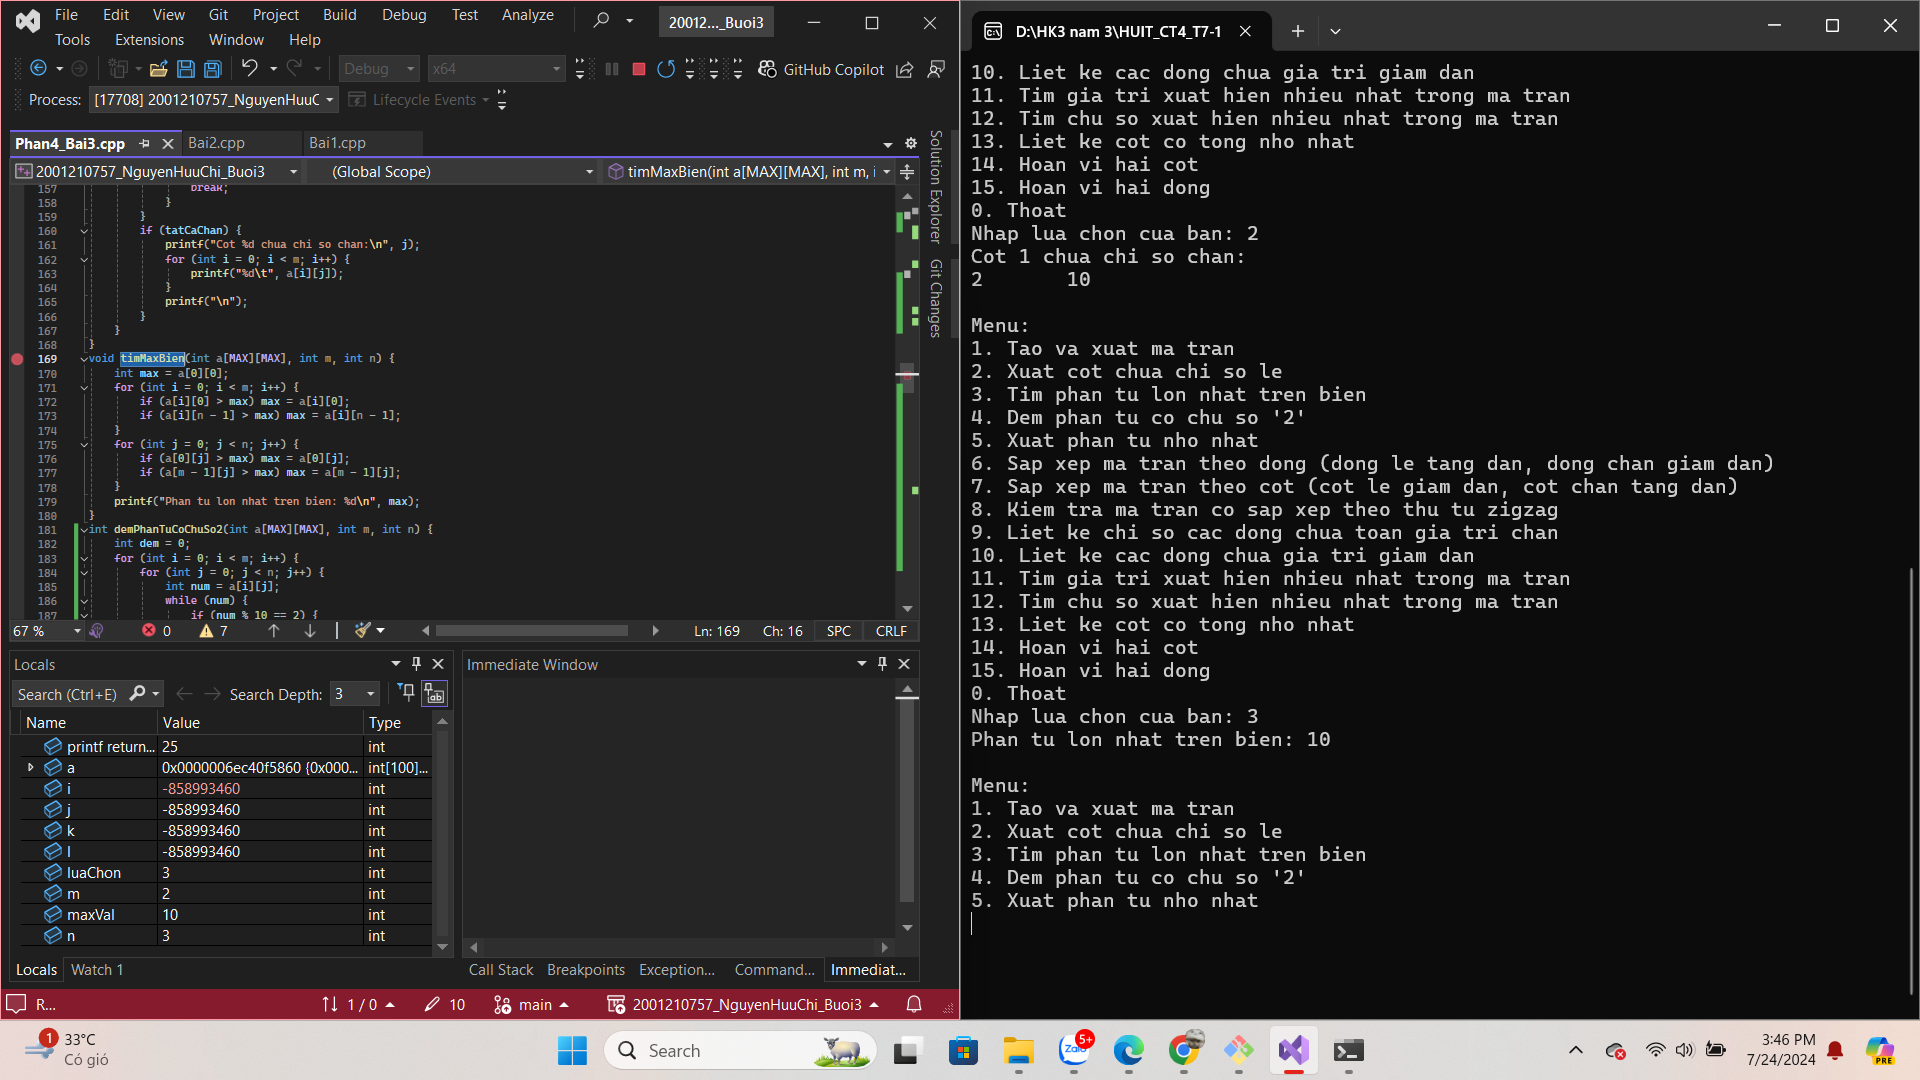 File Edit View Git Project Build Debug Test Analyze 20012..._Buoi3
Tools Extensions Window Help
Debug x64 GitHub Copilot
Process: [17708] 2001210757_NguyenHuuC Lifecycle Events
Phan4_Bai3.cpp Bai2.cpp Bai1.cpp
2001210757_NguyenHuuChi_Buoi3 (Global Scope) timMaxBien(int a[MAX][MAX], int m, i
157 break;
158 }
159 }
160 if (tatCaChan) {
161 printf("Cot %d chua chi so chan:\n", j);
162 for (int i = 0; i < m; i++) {
163 printf("%d\t", a[i][j]);
164 }
165 printf("\n");
166 }
167 }
168 }
169 void timMaxBien(int a[MAX][MAX], int m, int n) {
170 int max = a[0][0];
171 for (int i = 0; i < m; i++) {
172 if (a[i][0] > max) max = a[i][0];
173 if (a[i][n - 1] > max) max = a[i][n - 1];
174 }
175 for (int j = 0; j < n; j++) {
176 if (a[0][j] > max) max = a[0][j];
177 if (a[m - 1][j] > max) max = a[m - 1][j];
178 }
179 printf("Phan tu lon nhat tren bien: %d\n", max);
180 }
181 int demPhanTuCoChuSo2(int a[MAX][MAX], int m, int n) {
182 int dem = 0;
183 for (int i = 0; i < m; i++) {
184 for (int j = 0; j < n; j++) {
185 int num = a[i][j];
186 while (num) {
187 if (num % 10 == 2) {
Solution Explorer
Git Changes
67 % 0 7 Ln: 169 Ch: 16 SPC CRLF
Locals
Search (Ctrl+E) Search Depth: 3
Name Value Type
printf return... 25 int
a 0x0000006ec40f5860 {0x000... int[100]...
i -858993460 int
j -858993460 int
k -858993460 int
l -858993460 int
luaChon 3 int
m 2 int
maxVal 10 int
n 3 int
Locals Watch 1
Immediate Window
Call Stack Breakpoints Exception... Command... Immediat...
R... 1 / 0 10 main 2001210757_NguyenHuuChi_Buoi3
D:\HK3 nam 3\HUIT_CT4_T7-1
10. Liet ke cac dong chua gia tri giam dan
11. Tim gia tri xuat hien nhieu nhat trong ma tran
12. Tim chu so xuat hien nhieu nhat trong ma tran
13. Liet ke cot co tong nho nhat
14. Hoan vi hai cot
15. Hoan vi hai dong
0. Thoat
Nhap lua chon cua ban: 2
Cot 1 chua chi so chan:
2 10
Menu:
1. Tao va xuat ma tran
2. Xuat cot chua chi so le
3. Tim phan tu lon nhat tren bien
4. Dem phan tu co chu so '2'
5. Xuat phan tu nho nhat
6. Sap xep ma tran theo dong (dong le tang dan, dong chan giam dan)
7. Sap xep ma tran theo cot (cot le giam dan, cot chan tang dan)
8. Kiem tra ma tran co sap xep theo thu tu zigzag
9. Liet ke chi so cac dong chua toan gia tri chan
10. Liet ke cac dong chua gia tri giam dan
11. Tim gia tri xuat hien nhieu nhat trong ma tran
12. Tim chu so xuat hien nhieu nhat trong ma tran
13. Liet ke cot co tong nho nhat
14. Hoan vi hai cot
15. Hoan vi hai dong
0. Thoat
Nhap lua chon cua ban: 3
Phan tu lon nhat tren bien: 10
Menu:
1. Tao va xuat ma tran
2. Xuat cot chua chi so le
3. Tim phan tu lon nhat tren bien
4. Dem phan tu co chu so '2'
5. Xuat phan tu nho nhat
1 33°C
Có gió
Search
Zalo 5+
3:46 PM
7/24/2024
PRE